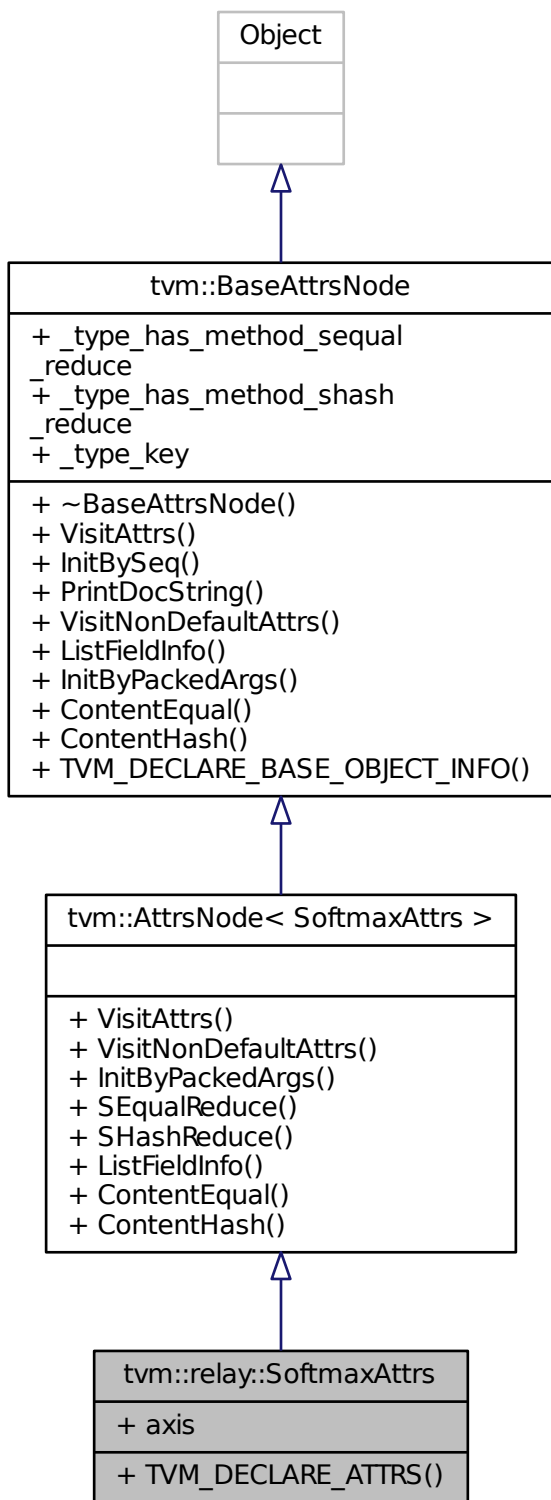 Object
tvm::BaseAttrsNode
+ _type_has_method_sequal
_reduce
+ _type_has_method_shash
_reduce
+ _type_key
+ ~BaseAttrsNode()
+ VisitAttrs()
+ InitBySeq()
+ PrintDocString()
+ VisitNonDefaultAttrs()
+ ListFieldInfo()
+ InitByPackedArgs()
+ ContentEqual()
+ ContentHash()
+ TVM_DECLARE_BASE_OBJECT_INFO()
tvm::AttrsNode< SoftmaxAttrs >
+ VisitAttrs()
+ VisitNonDefaultAttrs()
+ InitByPackedArgs()
+ SEqualReduce()
+ SHashReduce()
+ ListFieldInfo()
+ ContentEqual()
+ ContentHash()
tvm::relay::SoftmaxAttrs
+ axis
+ TVM_DECLARE_ATTRS()